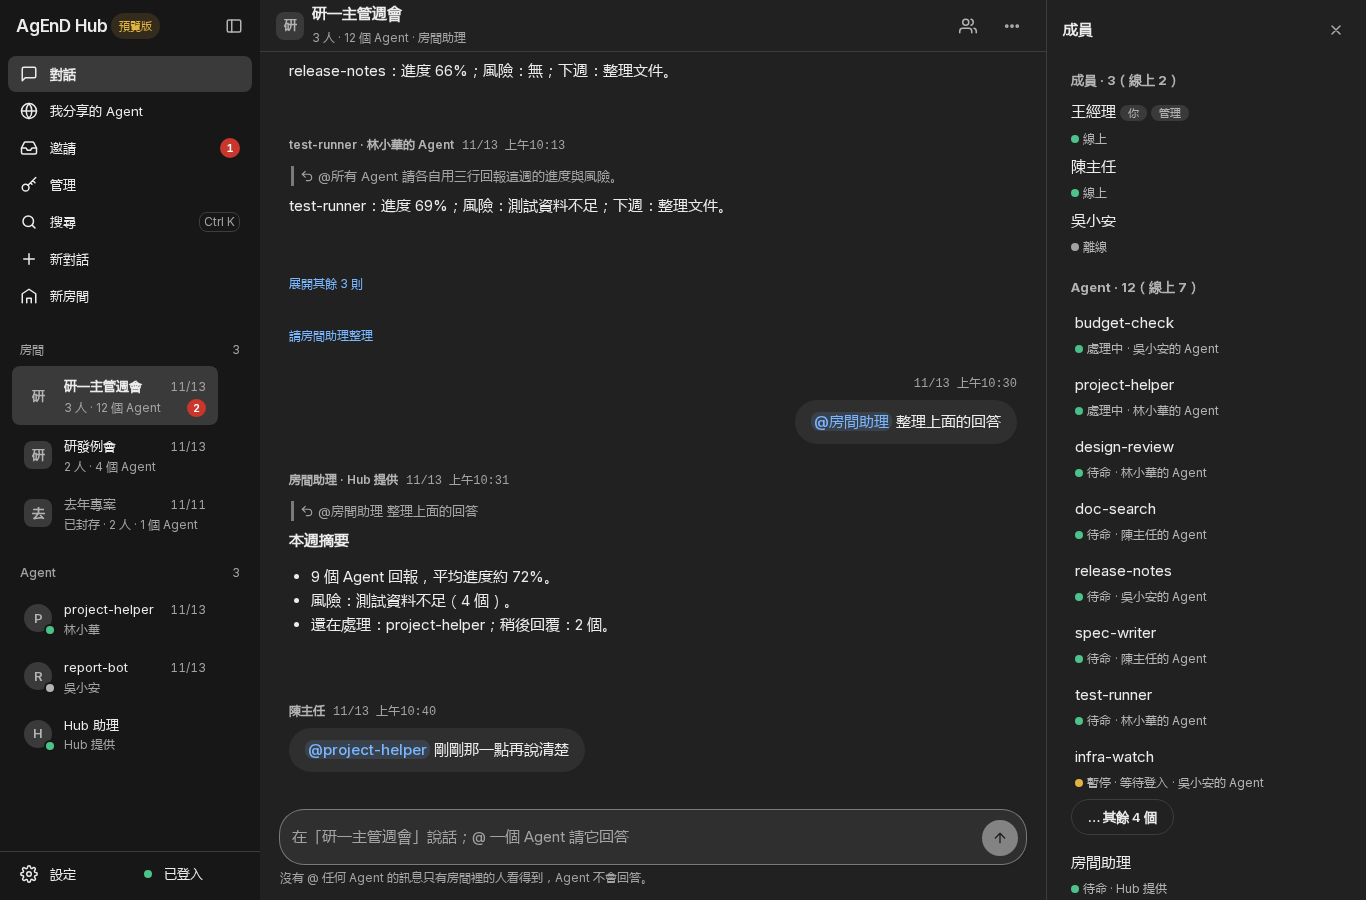 AgEnD Hub 預覽版
對話
我分享的 Agent
邀請 1
管理
搜尋 Ctrl K
新對話
新房間
房間 3
研 研一主管週會 11/13
3 人 · 12 個 Agent 2
研 研發例會 11/13
2 人 · 4 個 Agent
去 去年專案 11/11
已封存 · 2 人 · 1 個 Agent
Agent 3
P project-helper 11/13
林小華
R report-bot 11/13
吳小安
H Hub 助理
Hub 提供
設定 已登入
研 研一主管週會
3 人 · 12 個 Agent · 房間助理
release-notes：進度 66%；風險：無；下週：整理文件。
test-runner · 林小華的 Agent 11/13 上午10:13
@所有 Agent 請各自用三行回報這週的進度與風險。
test-runner：進度 69%；風險：測試資料不足；下週：整理文件。
展開其餘 3 則
請房間助理整理
11/13 上午10:30
@房間助理 整理上面的回答
房間助理 · Hub 提供 11/13 上午10:31
@房間助理 整理上面的回答
本週摘要
• 9 個 Agent 回報，平均進度約 72%。
• 風險：測試資料不足（4 個）。
• 還在處理：project-helper；稍後回覆：2 個。
陳主任 11/13 上午10:40
@project-helper 剛剛那一點再說清楚
在「研一主管週會」說話；@ 一個 Agent 請它回答
沒有 @ 任何 Agent 的訊息只有房間裡的人看得到，Agent 不會回答。
成員
成員 · 3（線上 2）
王經理 你 管理
線上
陳主任
線上
吳小安
離線
Agent · 12（線上 7）
budget-check
處理中 · 吳小安的 Agent
project-helper
處理中 · 林小華的 Agent
design-review
待命 · 林小華的 Agent
doc-search
待命 · 陳主任的 Agent
release-notes
待命 · 吳小安的 Agent
spec-writer
待命 · 陳主任的 Agent
test-runner
待命 · 林小華的 Agent
infra-watch
暫停 · 等待登入 · 吳小安的 Agent
…其餘 4 個
房間助理
待命 · Hub 提供